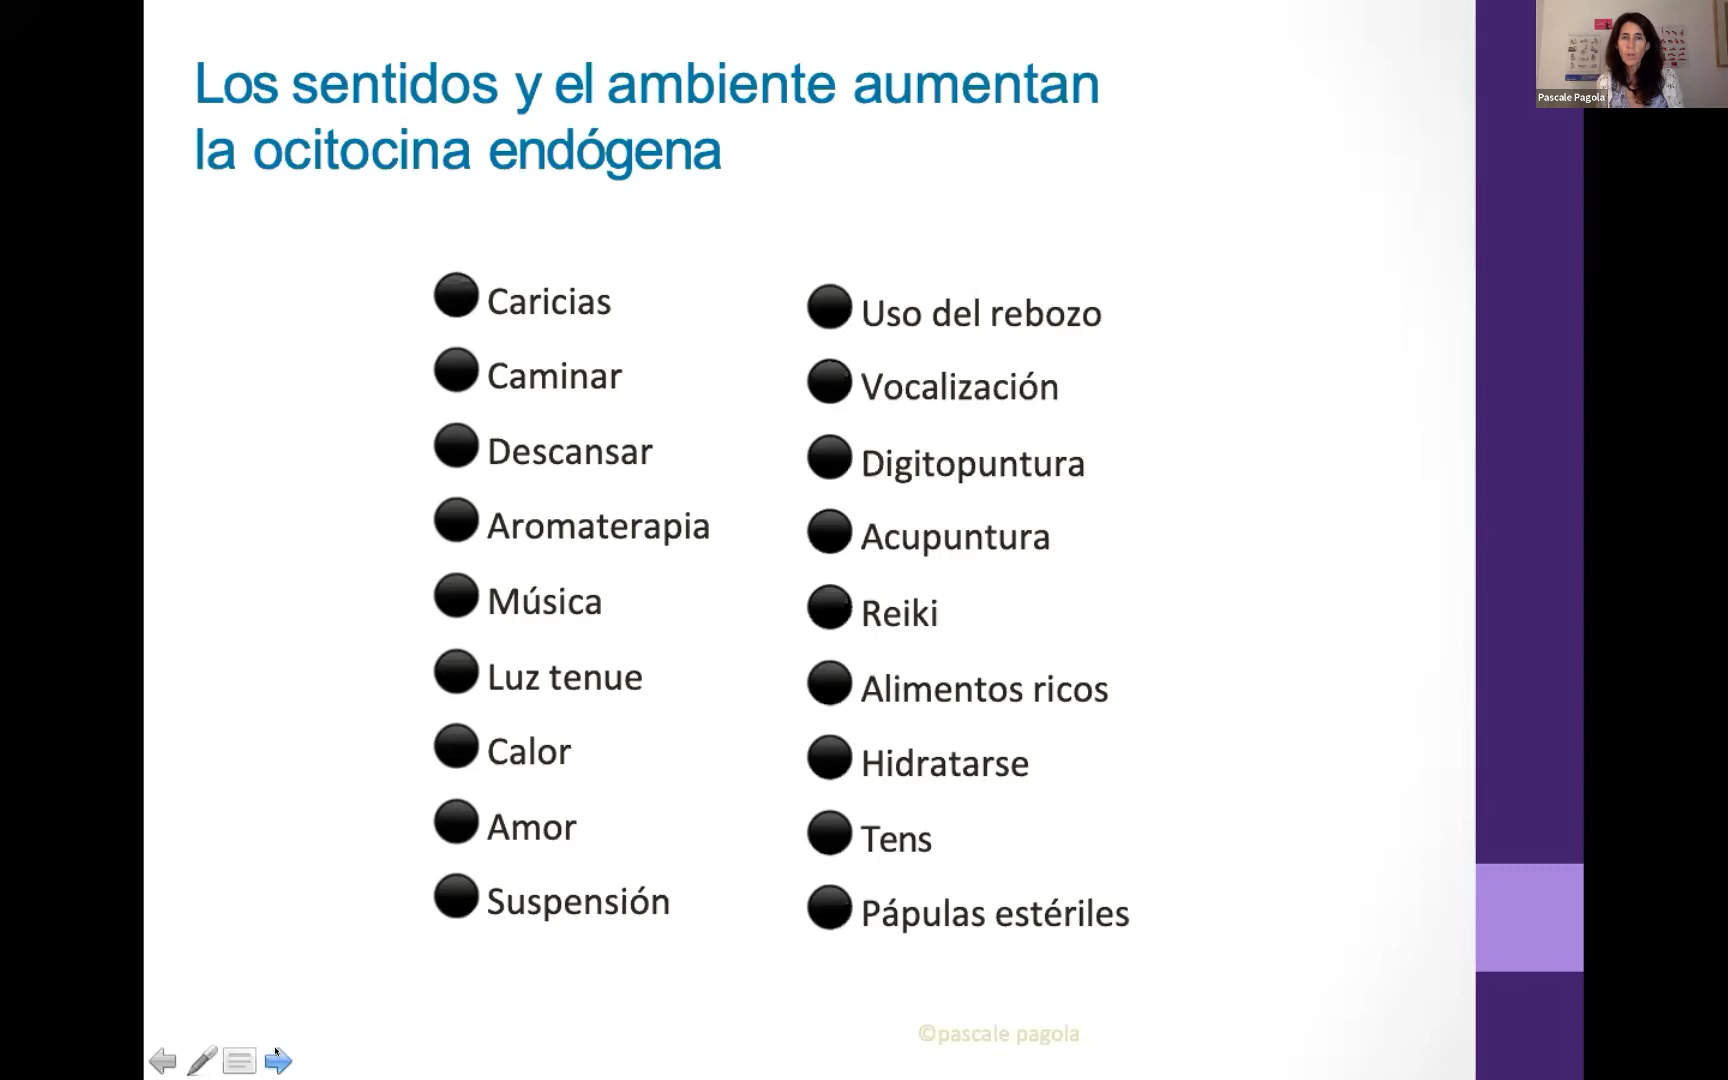 Los sentidos y el ambiente aumentan
la ocitocina endógena
Caricias
Caminar
Descansar
Aromaterapia
Música
Luz tenue
Calor
Amor
Suspensión
Uso del rebozo
Vocalización
Digitopuntura
Acupuntura
Reiki
Alimentos ricos
Hidratarse
Tens
Pápulas estériles
©pascale pagola
Pascale Pagola